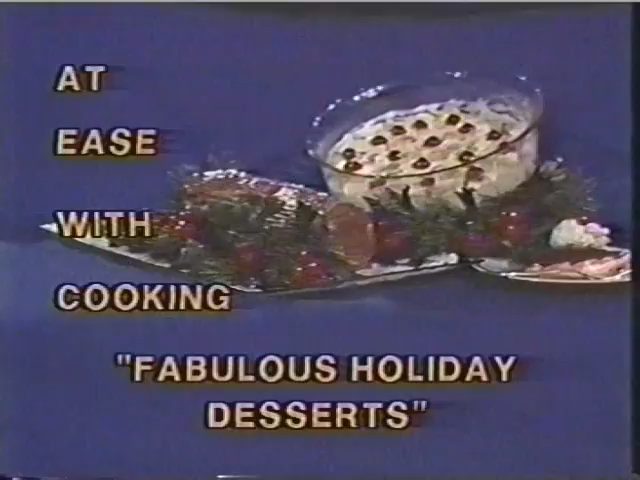 AT
EASE
WITH
COOKING
"FABULOUS HOLIDAY
DESSERTS"